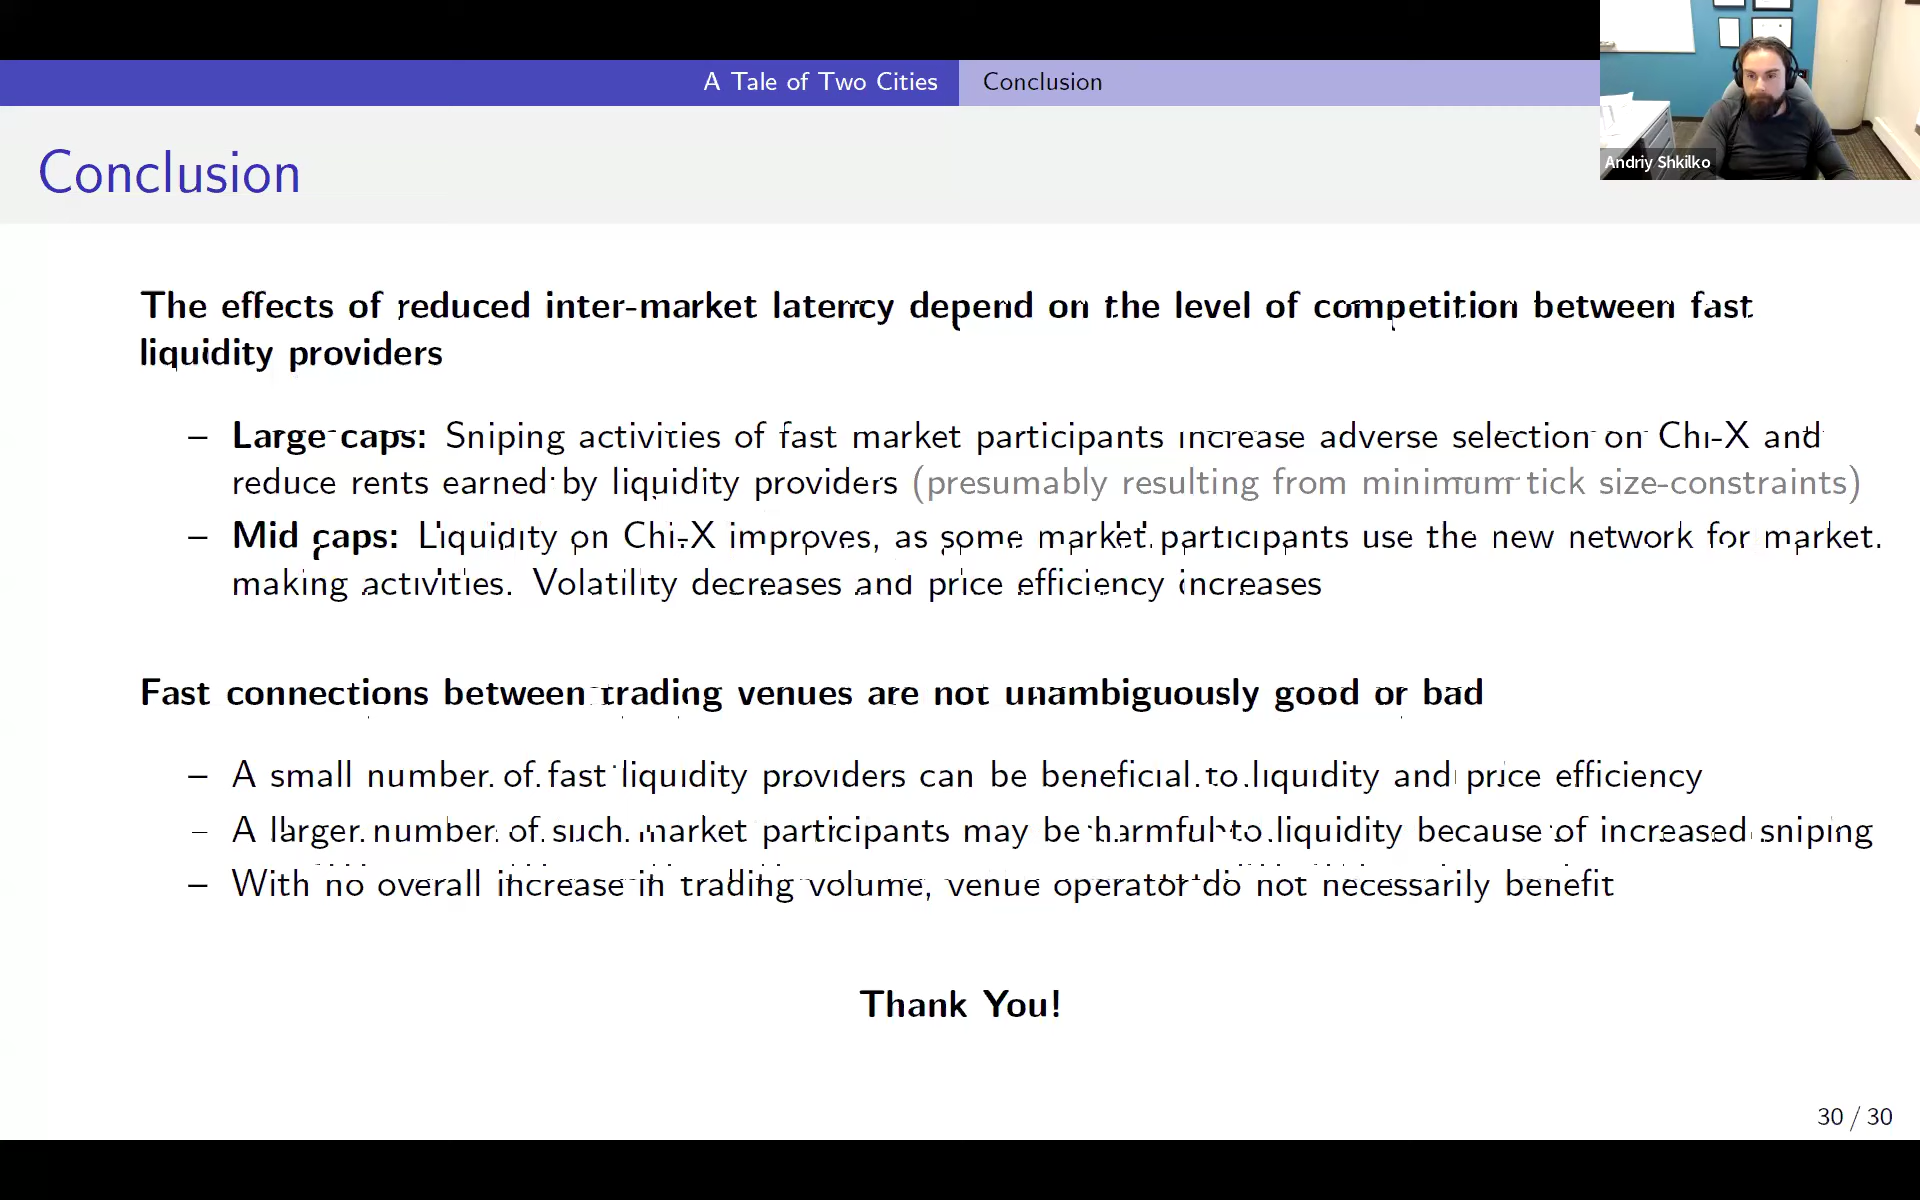 A Tale of Two Cities
Conclusion
Andriy Shkilko
Conclusion
The effects of reduced inter-market latency depend on the level of competition between fast
liquidity providers
– Large caps: Sniping activities of fast market participants increase adverse selection on Chi-X and
reduce rents earned by liquidity providers (presumably resulting from minimum tick size-constraints)
– Mid caps: Liquidity on Chi-X improves, as some market participants use the new network for market
making activities. Volatility decreases and price efficiency increases
Fast connections between trading venues are not unambiguously good or bad
– A small number of fast liquidity providers can be beneficial to liquidity and price efficiency
– A larger number of such market participants may be harmful to liquidity because of increased sniping
– With no overall increase in trading volume, venue operator do not necessarily benefit
Thank You!
30 / 30